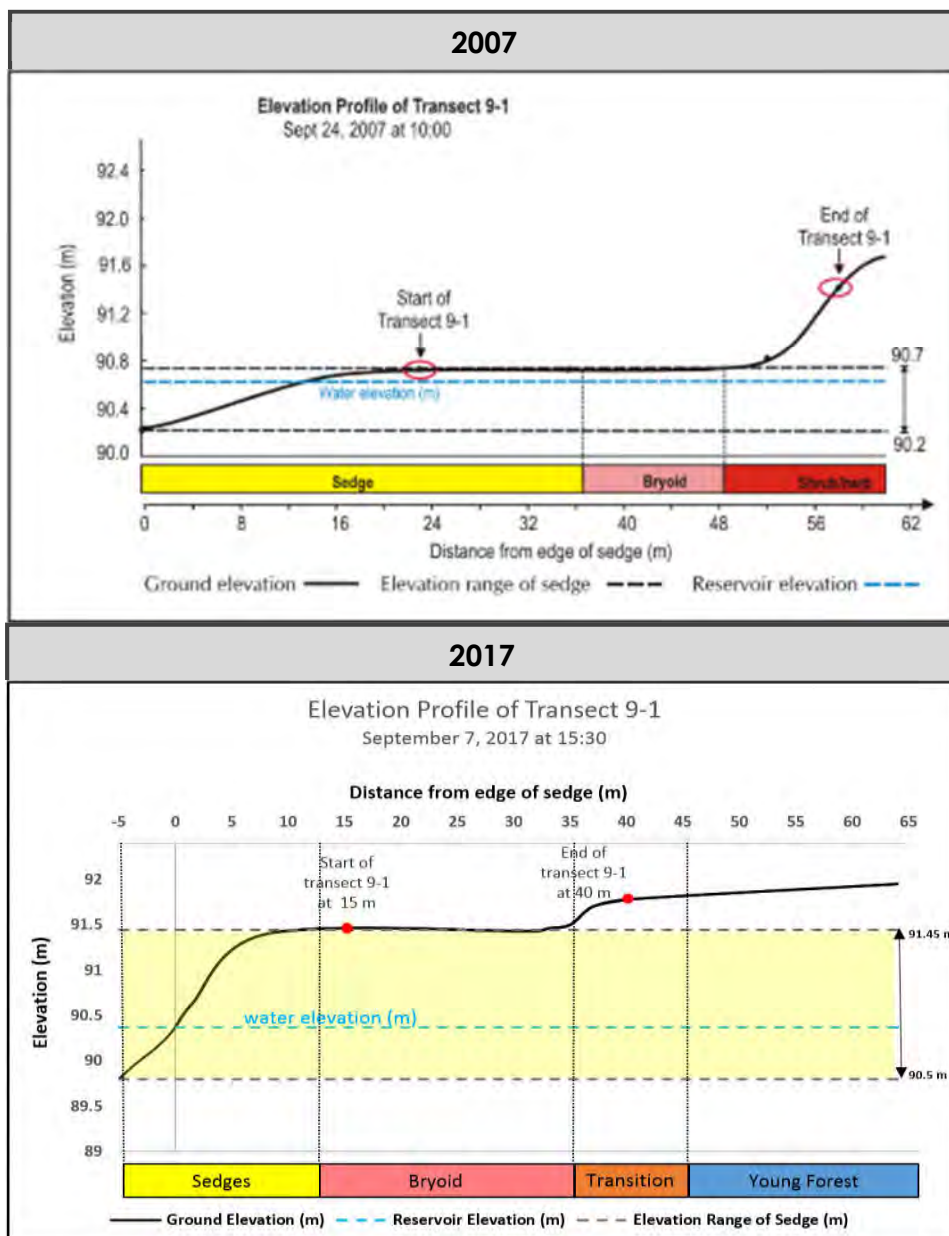 2007
Elevation Profile of Transect 9-1
Sept 24, 2007 at 10:00
Elevation (m)
92.4
92.0
91.6
91.2
90.8
90.4
90.0
Start of
Transect 9-1
End of
Transect 9-1
Water elevation (m)
90.7
90.2
Sedge
Bryoid
0 8 16 24 32 40 48 56 62
Distance from edge of sedge (m)
Ground elevation
Elevation range of sedge
Reservoir elevation
2017
Elevation Profile of Transect 9-1
September 7, 2017 at 15:30
Distance from edge of sedge (m)
-5 0 5 10 15 20 25 30 35 40 45 50 55 60 65
Elevation (m)
92
91.5
91
90.5
90
89.5
89
Start of
transect 9-1
at 15 m
End of
transect 9-1
at 40 m
water elevation (m)
91.45 m
90.5 m
Sedges
Bryoid
Transition
Young Forest
Ground Elevation (m)
Reservoir Elevation (m)
Elevation Range of Sedge (m)